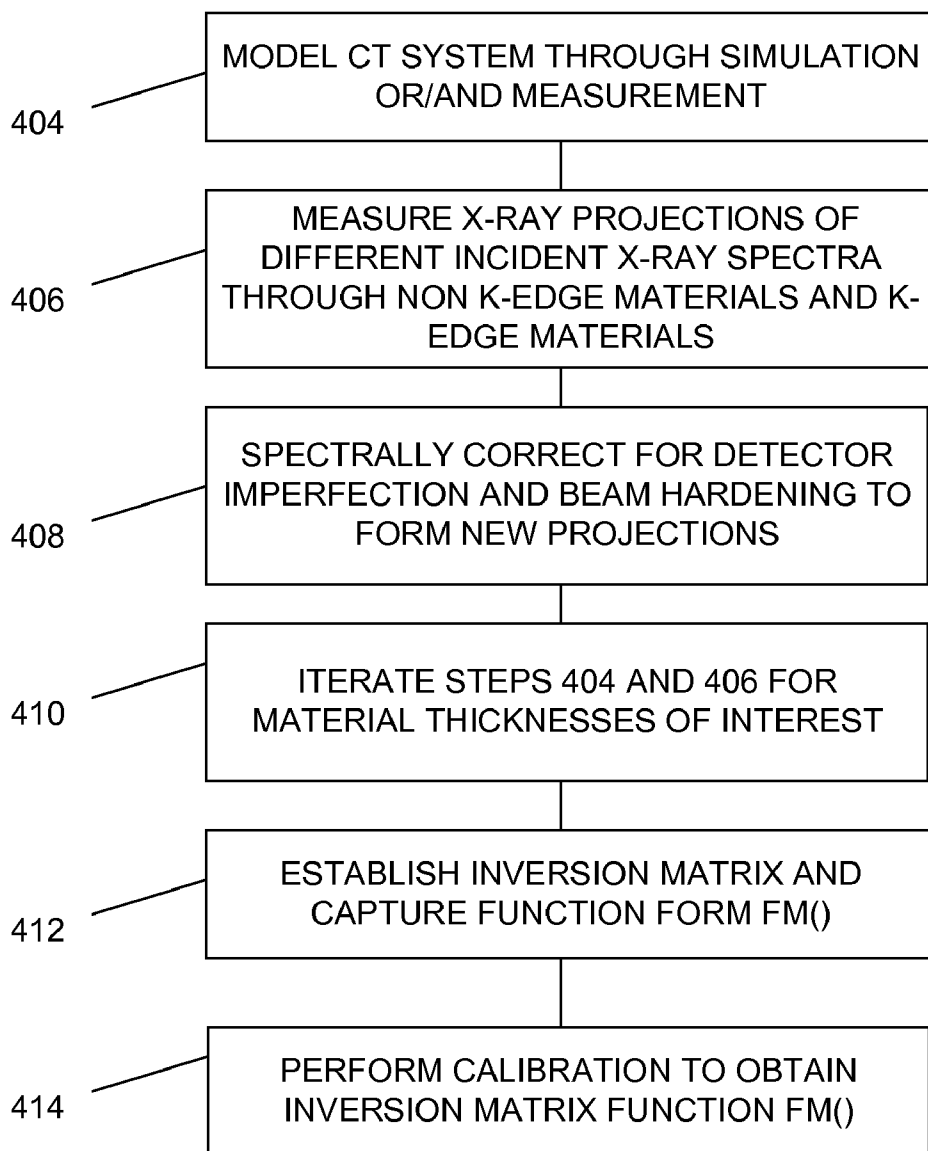 MODEL CT SYSTEM THROUGH SIMULATION
OR/AND MEASUREMENT
404
MEASURE X-RAY PROJECTIONS OF
DIFFERENT INCIDENT X-RAY SPECTRA
THROUGH NON K-EDGE MATERIALS AND K-
EDGE MATERIALS
406
SPECTRALLY CORRECT FOR DETECTOR
IMPERFECTION AND BEAM HARDENING TO
FORM NEW PROJECTIONS
408
ITERATE STEPS 404 AND 406 FOR
MATERIAL THICKNESSES OF INTEREST
410
ESTABLISH INVERSION MATRIX AND
CAPTURE FUNCTION FORM FM()
412
PERFORM CALIBRATION TO OBTAIN
INVERSION MATRIX FUNCTION FM()
414